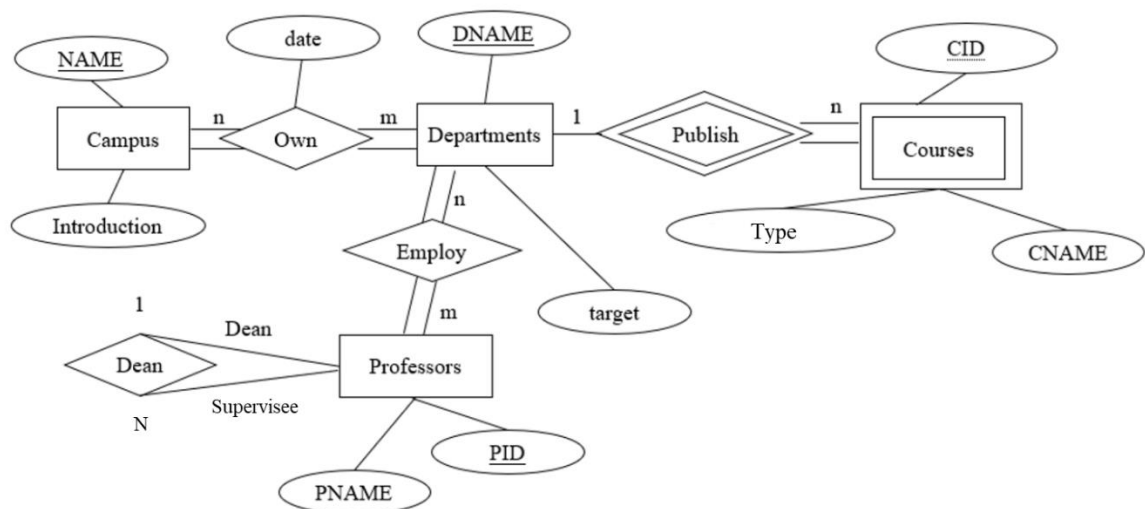 date
DNAME
CID
NAME
n
m
1
n
Campus
Own
Departments
Publish
Courses
Introduction
n
Type
Employ
CNAME
target
1
m
Dean
Dean
Professors
Supervisee
N
PID
PNAME